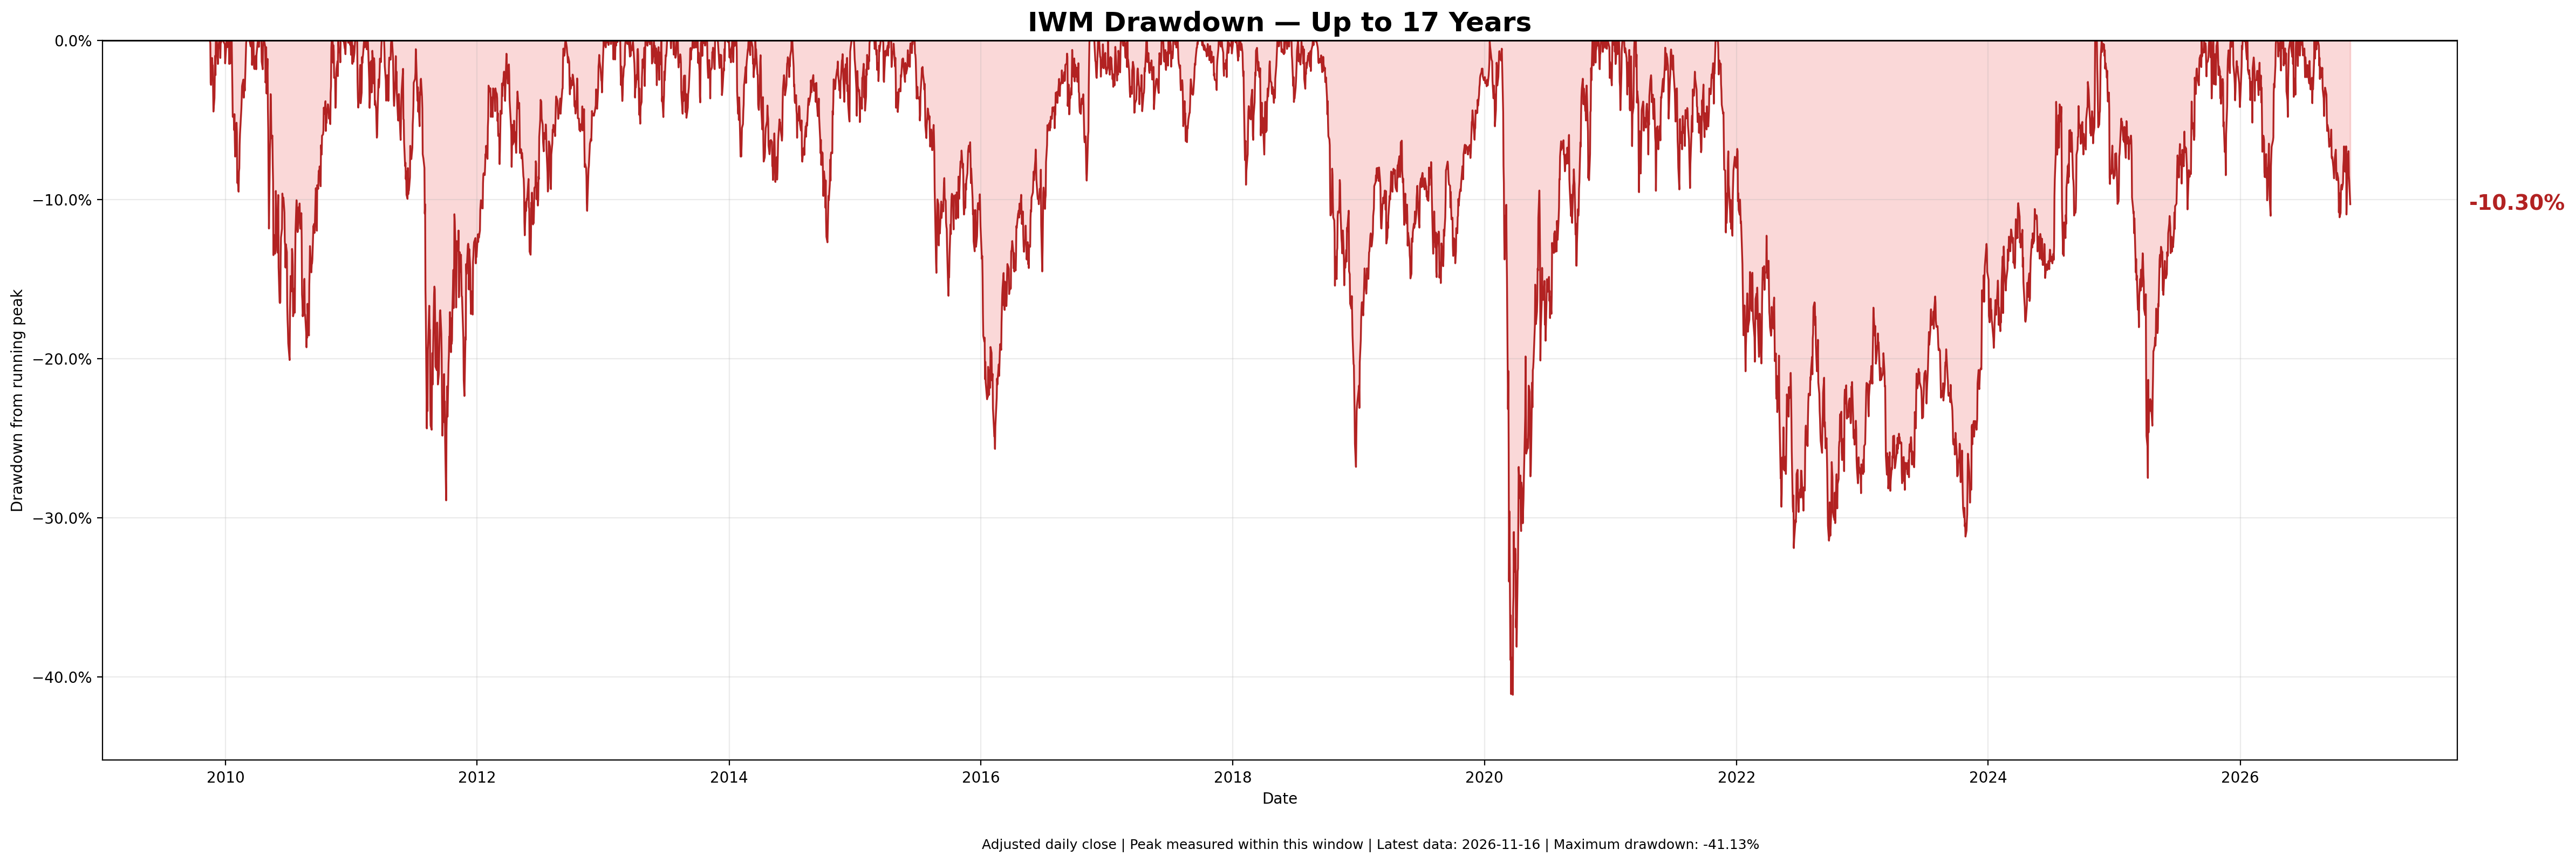 IWM Drawdown — Up to 17 Years
0.0%
−10.0%
−20.0%
−30.0%
−40.0%
Drawdown from running peak
-10.30%
2010 2012 2014 2016 2018 2020 2022 2024 2026
Date
Adjusted daily close | Peak measured within this window | Latest data: 2026-11-16 | Maximum drawdown: -41.13%